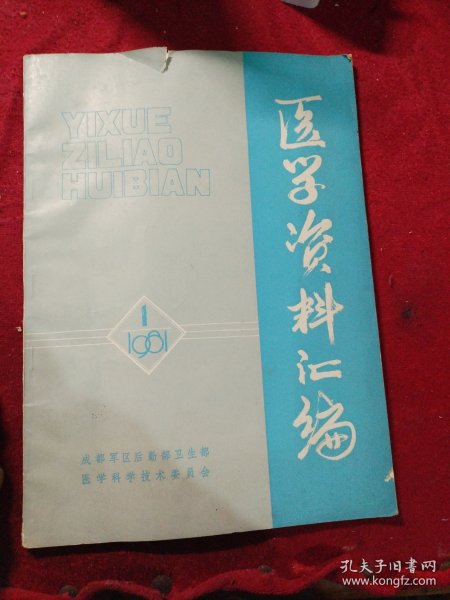 YIXUE
ZILIAO
HUIBIAN
医学资料汇编
1
1981
成都军区后勤部卫生部
医学科学技术委员会
孔夫子旧书网
www.kongfz.com